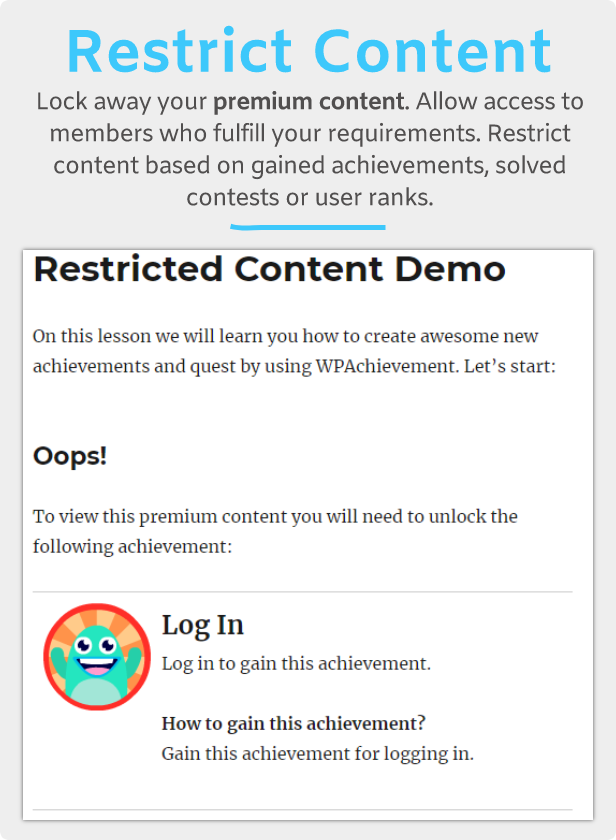 Restrict Content
Lock away your premium content. Allow access to
members who fulfill your requirements. Restrict
content based on gained achievements, solved
contests or user ranks.
Restricted Content Demo
On this lesson we will learn you how to create awesome new
achievements and quest by using WPAchievement. Let’s start:
Oops!
To view this premium content you will need to unlock the
following achievement:
Log In
Log in to gain this achievement.
How to gain this achievement?
Gain this achievement for logging in.